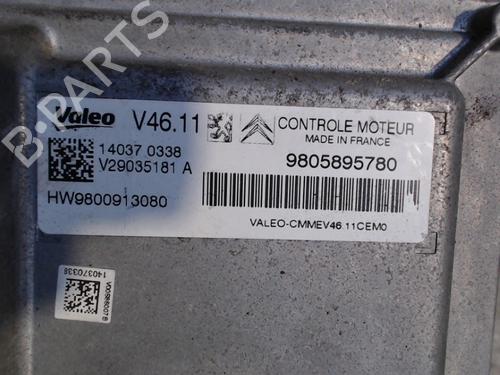 B-PARTS
Valeo V46.11 CONTROLE MOTEUR
MADE IN FRANCE
14037 0338
V29035181 A
9805895780
HW9800913080
VALEO-CMMEV46.11CEM0
140370338